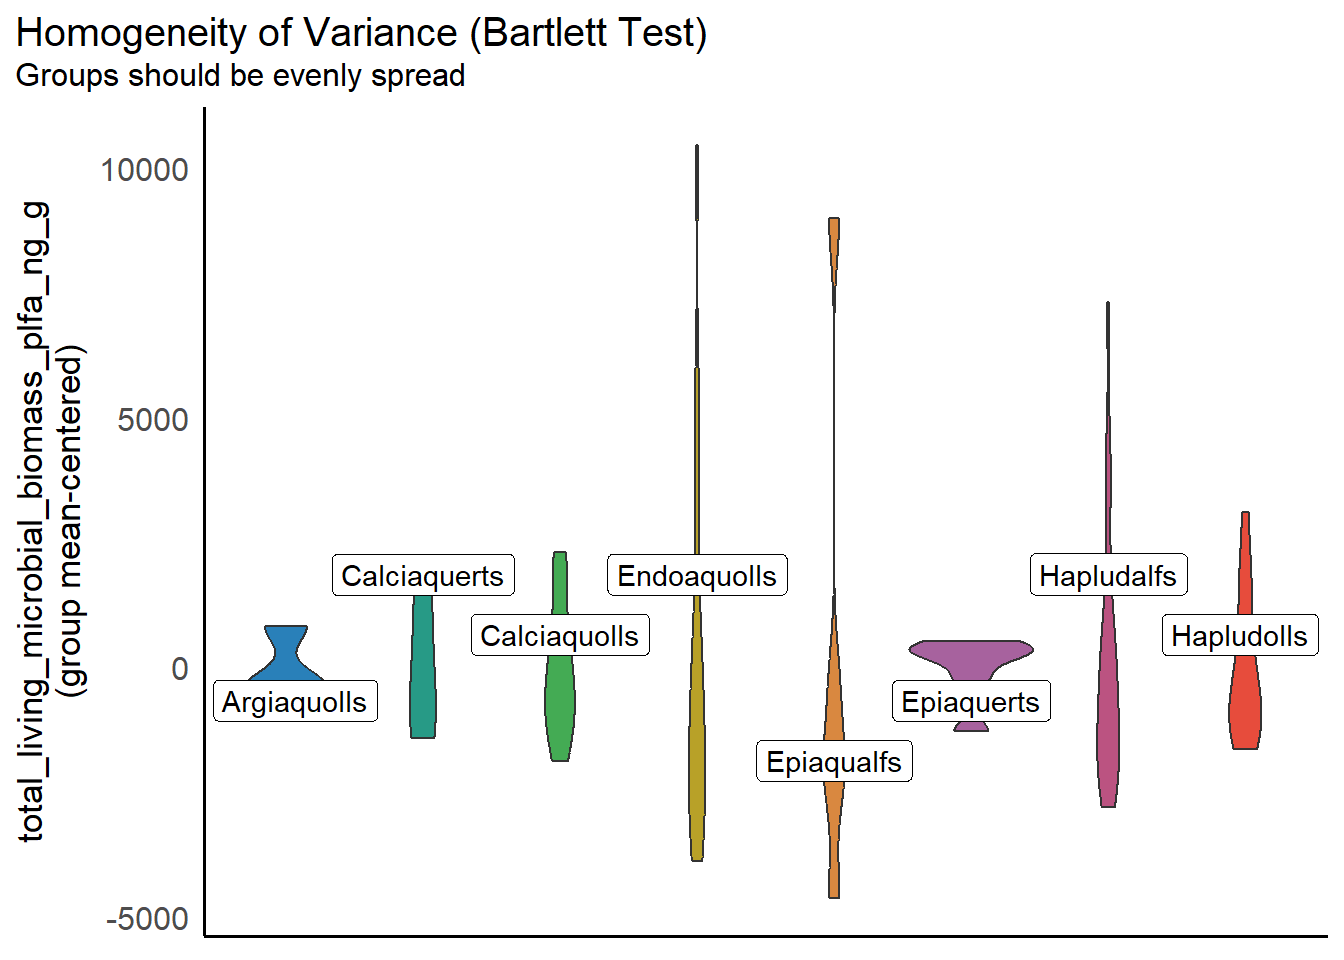 Homogeneity of Variance (Bartlett Test)
Groups should be evenly spread
total_living_microbial_biomass_plfa_ng_g
(group mean-centered)
10000
5000
0
-5000
Argiaquolls
Calciaquerts
Calciaquolls
Endoaquolls
Epiaqualfs
Epiaquerts
Hapludalfs
Hapludolls